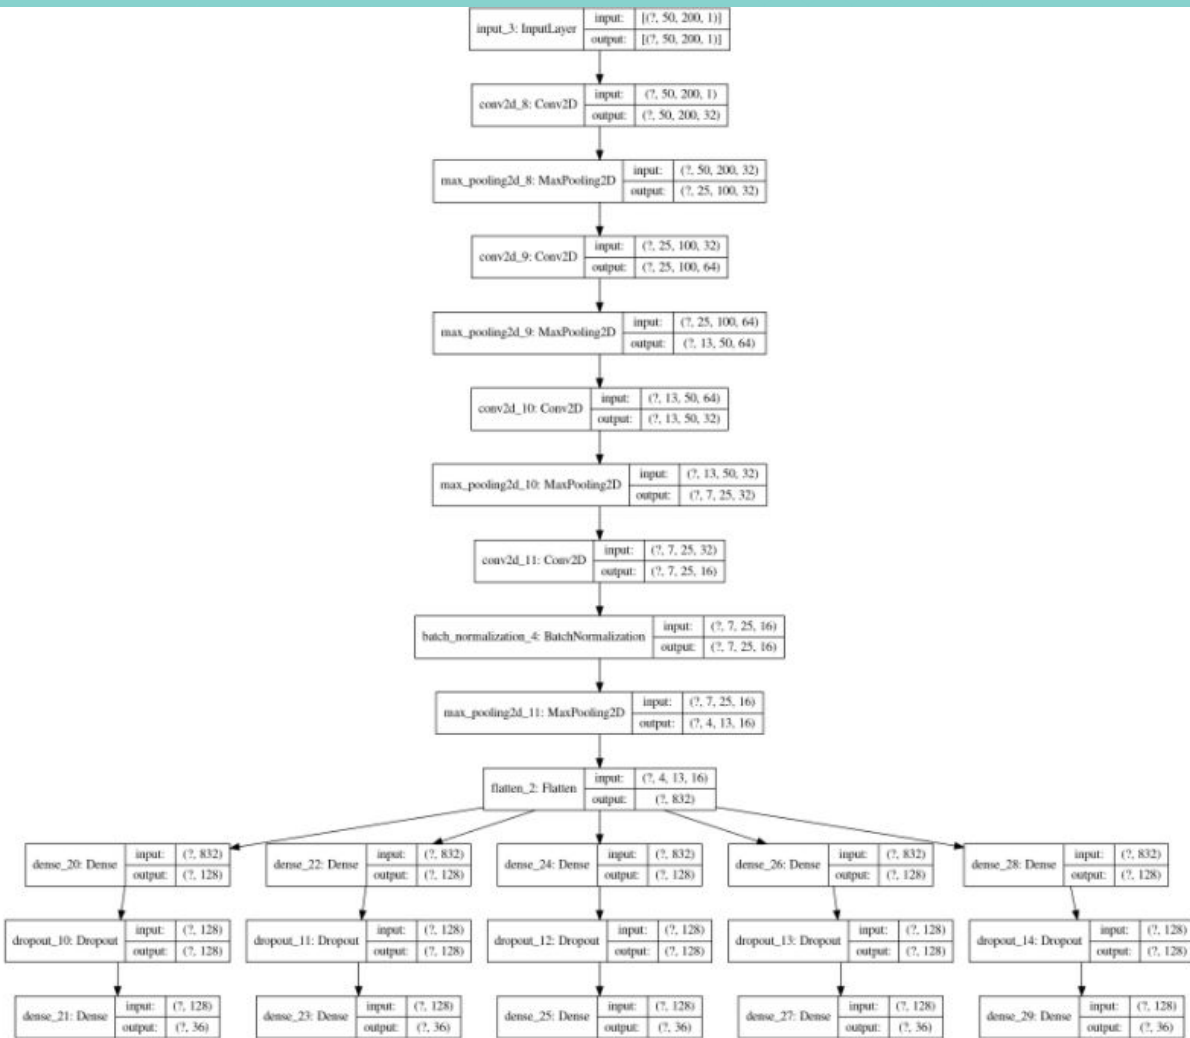 input_3: InputLayer
input: [(?, 50, 200, 1)]
output: [(?, 50, 200, 1)]
conv2d_8: Conv2D
input: (?, 50, 200, 1)
output: (?, 50, 200, 32)
max_pooling2d_8: MaxPooling2D
input: (?, 50, 200, 32)
output: (?, 25, 100, 32)
conv2d_9: Conv2D
input: (?, 25, 100, 32)
output: (?, 25, 100, 64)
max_pooling2d_9: MaxPooling2D
input: (?, 25, 100, 64)
output: (?, 13, 50, 64)
conv2d_10: Conv2D
input: (?, 13, 50, 64)
output: (?, 13, 50, 32)
max_pooling2d_10: MaxPooling2D
input: (?, 13, 50, 32)
output: (?, 7, 25, 32)
conv2d_11: Conv2D
input: (?, 7, 25, 32)
output: (?, 7, 25, 16)
batch_normalization_4: BatchNormalization
input: (?, 7, 25, 16)
output: (?, 7, 25, 16)
max_pooling2d_11: MaxPooling2D
input: (?, 7, 25, 16)
output: (?, 4, 13, 16)
flatten_2: Flatten
input: (?, 4, 13, 16)
output: (?, 832)
dense_20: Dense
input: (?, 832)
output: (?, 128)
dense_22: Dense
input: (?, 832)
output: (?, 128)
dense_24: Dense
input: (?, 832)
output: (?, 128)
dense_26: Dense
input: (?, 832)
output: (?, 128)
dense_28: Dense
input: (?, 832)
output: (?, 128)
dropout_10: Dropout
input: (?, 128)
output: (?, 128)
dropout_11: Dropout
input: (?, 128)
output: (?, 128)
dropout_12: Dropout
input: (?, 128)
output: (?, 128)
dropout_13: Dropout
input: (?, 128)
output: (?, 128)
dropout_14: Dropout
input: (?, 128)
output: (?, 128)
dense_21: Dense
input: (?, 128)
output: (?, 36)
dense_23: Dense
input: (?, 128)
output: (?, 36)
dense_25: Dense
input: (?, 128)
output: (?, 36)
dense_27: Dense
input: (?, 128)
output: (?, 36)
dense_29: Dense
input: (?, 128)
output: (?, 36)